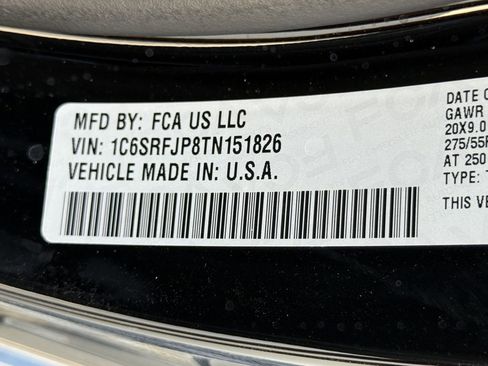 MFD BY: FCA US LLC
VIN: 1C6SRFJP8TN151826
VEHICLE MADE IN: U.S.A.
DATE O
GAWR
20X9.0
275/55R
AT 250
TYPE: T
THIS VE